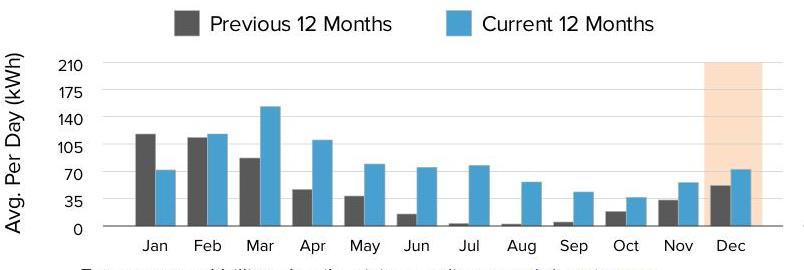 Previous 12 Months Current 12 Months
Avg. Per Day (kWh)
210
175
140
105
70
35
0
Jan Feb Mar Apr May Jun Jul Aug Sep Oct Nov Dec